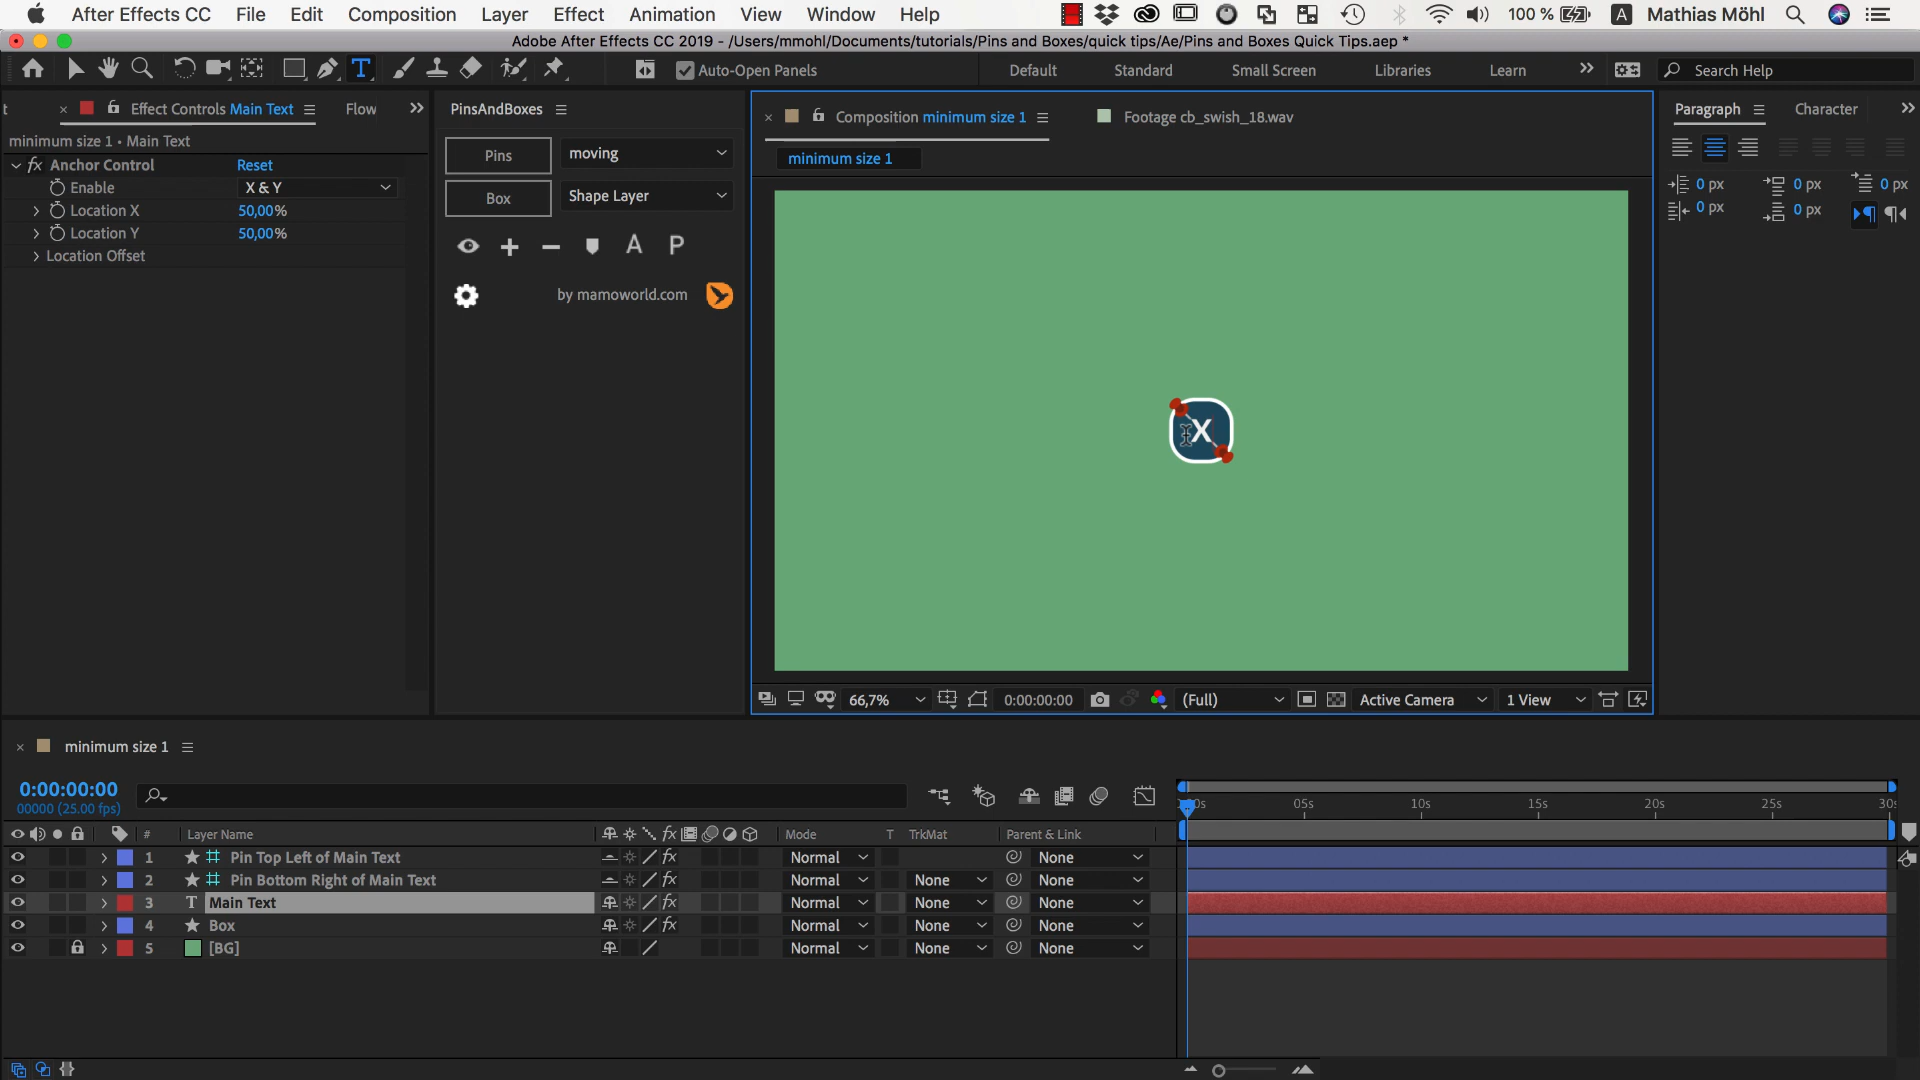 After Effects CC File Edit Composition Layer Effect Animation View Window Help 100 % A Mathias Möhl
Adobe After Effects CC 2019 - /Users/mmohl/Documents/tutorials/Pins and Boxes/quick tips/Ae/Pins and Boxes Quick Tips.aep *
T Auto-Open Panels Default Standard Small Screen Libraries Learn Search Help
Effect Controls Main Text Flow
PinsAndBoxes
Composition minimum size 1 Footage cb_swish_18.wav
Paragraph Character
minimum size 1 • Main Text
fx Anchor Control Reset
Enable X & Y
Location X 50,00%
Location Y 50,00%
Location Offset
Pins moving
Box Shape Layer
A P
by mamoworld.com
minimum size 1
0 px 0 px 0 px
0 px 0 px
X
66,7% 0:00:00:00 (Full) Active Camera 1 View
minimum size 1
0:00:00:00
00000 (25.00 fps)
05s 10s 15s 20s 25s
# Layer Name fx Mode T TrkMat Parent & Link
1 Pin Top Left of Main Text fx Normal None
2 Pin Bottom Right of Main Text fx Normal None None
3 T Main Text fx Normal None None
4 Box fx Normal None None
5 [BG] Normal None None